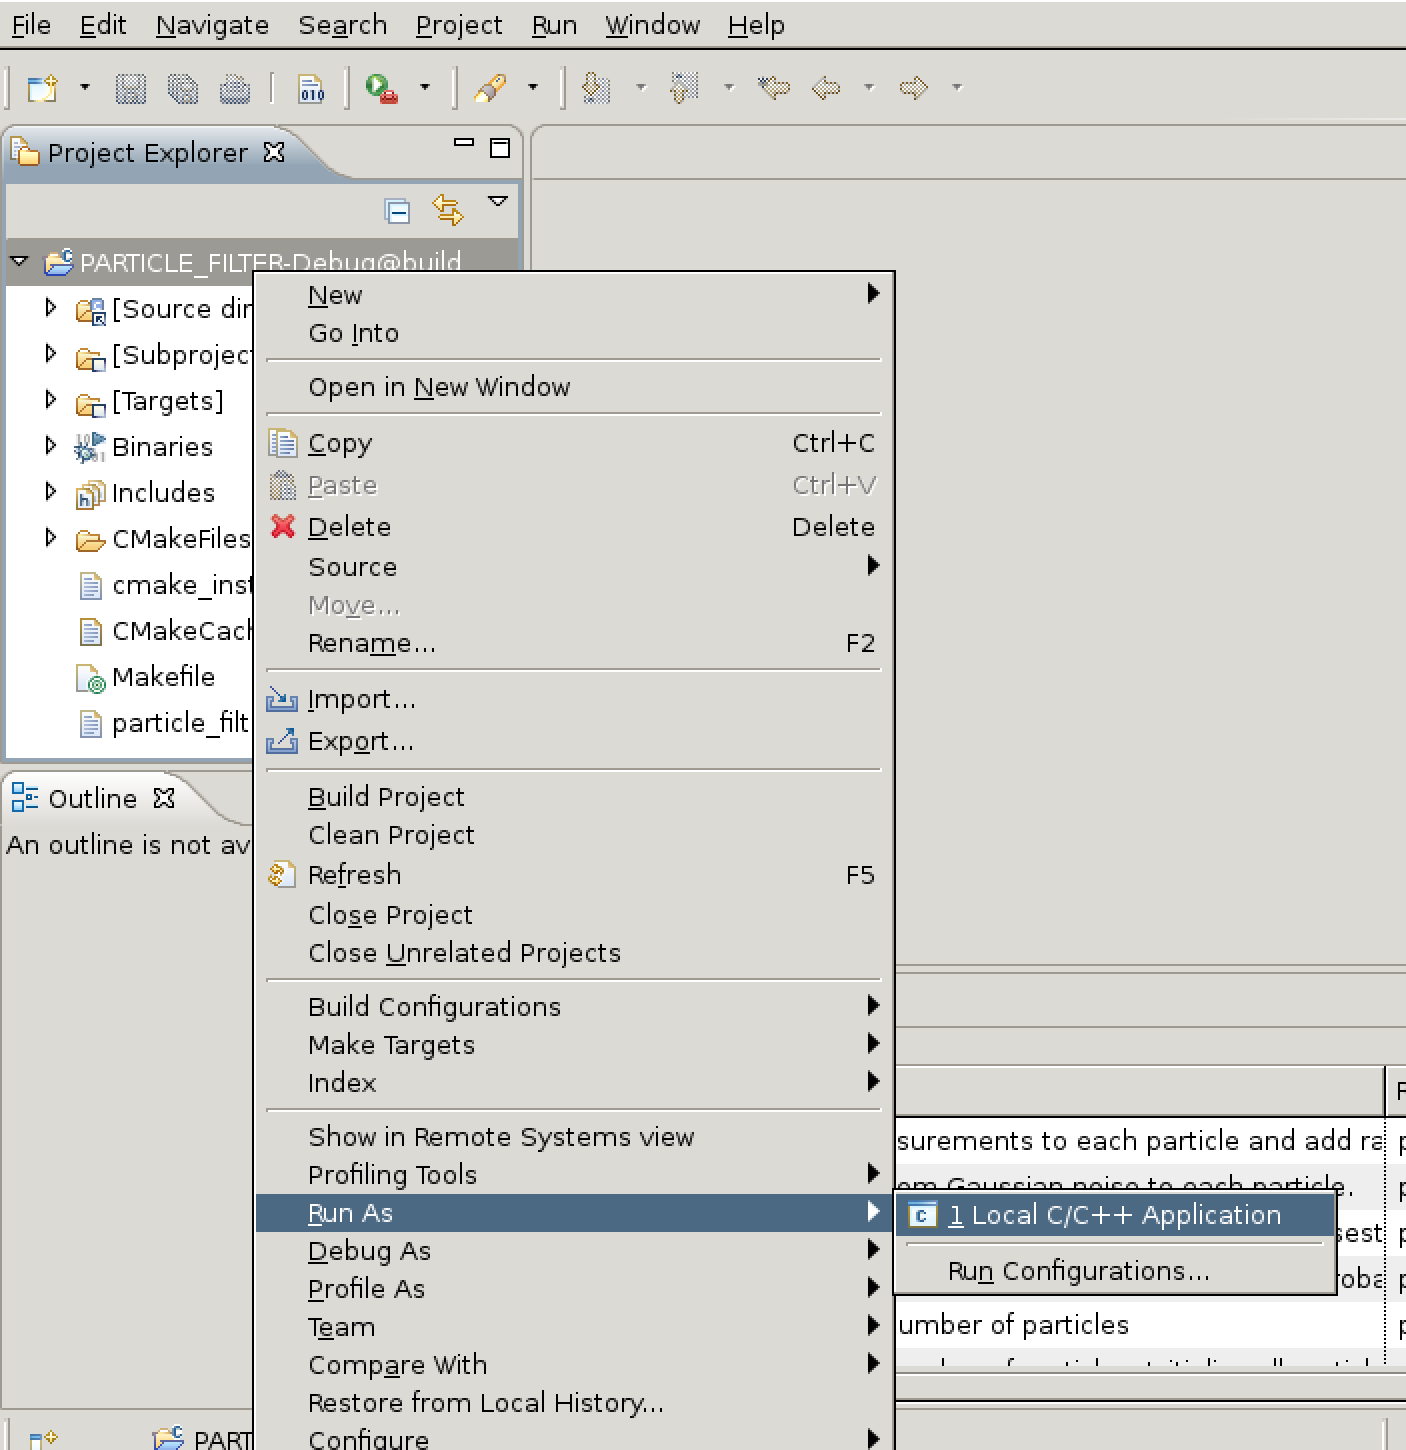 File Edit Navigate Search Project Run Window Help
010
Project Explorer
PARTICLE_FILTER-Debug@build
[Source dir
[Subproject
[Targets]
Binaries
Includes
CMakeFiles
cmake_inst
CMakeCach
Makefile
particle_filt
Outline
An outline is not av
New
Go Into
Open in New Window
Copy Ctrl+C
Paste Ctrl+V
Delete Delete
Source
Move...
Rename... F2
Import...
Export...
Build Project
Clean Project
Refresh F5
Close Project
Close Unrelated Projects
Build Configurations
Make Targets
Index
Show in Remote Systems view
Profiling Tools
Run As
Debug As
Profile As
Team
Compare With
Restore from Local History...
Configure
1 Local C/C++ Application
Run Configurations...
surements to each particle and add ra
om Gaussian noise to each particle.
sest
roba
umber of particles
PART